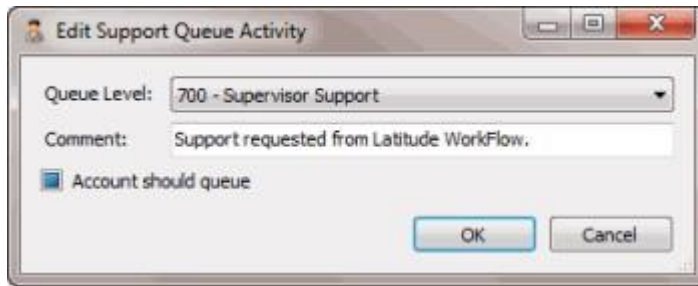 Edit Support Queue Activity
Queue Level: 700 - Supervisor Support
Comment: Support requested from Latitude WorkFlow.
Account should queue
OK Cancel